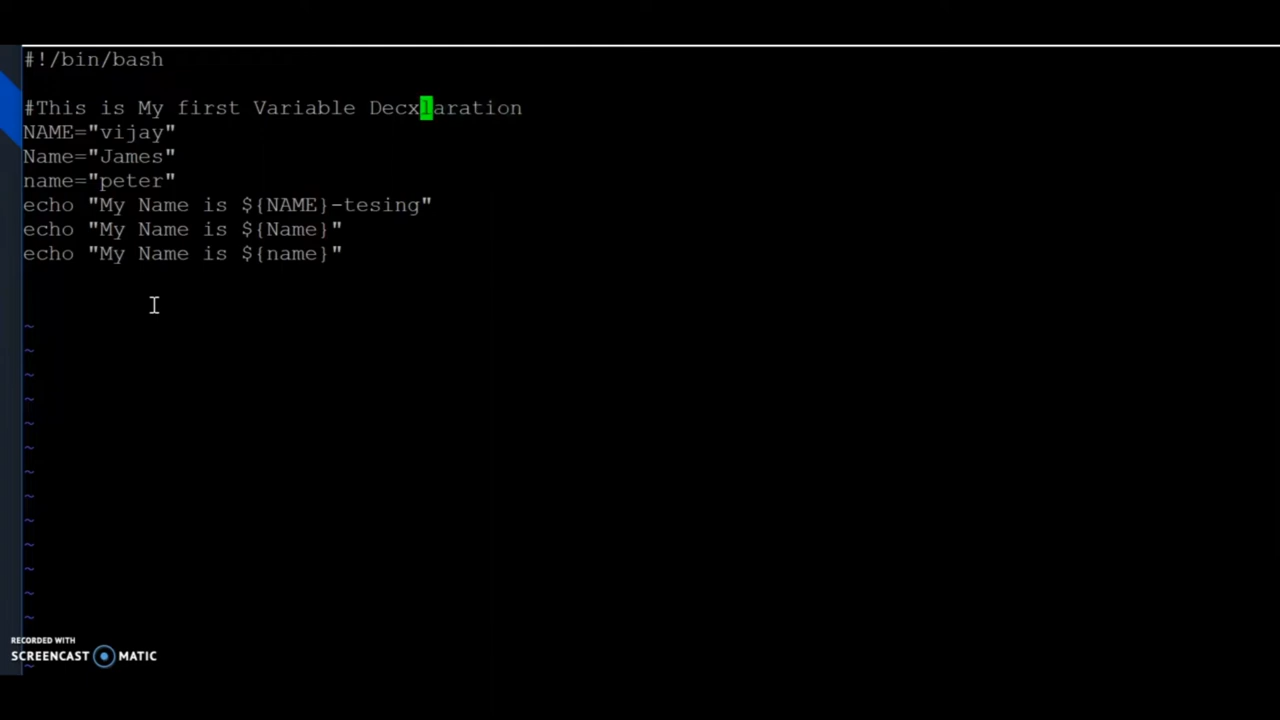 #!/bin/bash
#This is My first Variable Decxlaration
NAME="vijay"
Name="James"
name="peter"
echo "My Name is ${NAME}-tesing"
echo "My Name is ${Name}"
echo "My Name is ${name}"
~
~
~
~
~
~
~
~
~
~
~
~
~
~
RECORDED WITH
SCREENCAST MATIC
~